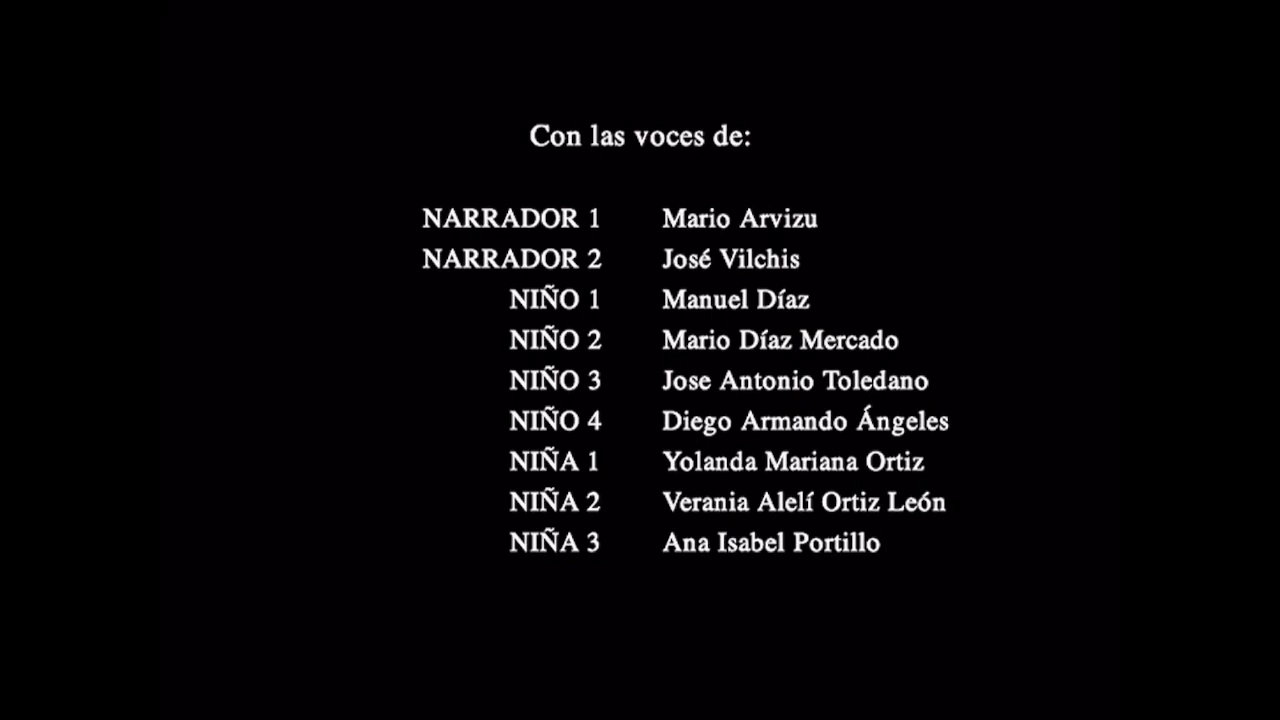 Con las voces de:
NARRADOR 1 Mario Arvizu
NARRADOR 2 José Vilchis
NIÑO 1 Manuel Díaz
NIÑO 2 Mario Díaz Mercado
NIÑO 3 Jose Antonio Toledano
NIÑO 4 Diego Armando Ángeles
NIÑA 1 Yolanda Mariana Ortiz
NIÑA 2 Verania Alelí Ortiz León
NIÑA 3 Ana Isabel Portillo